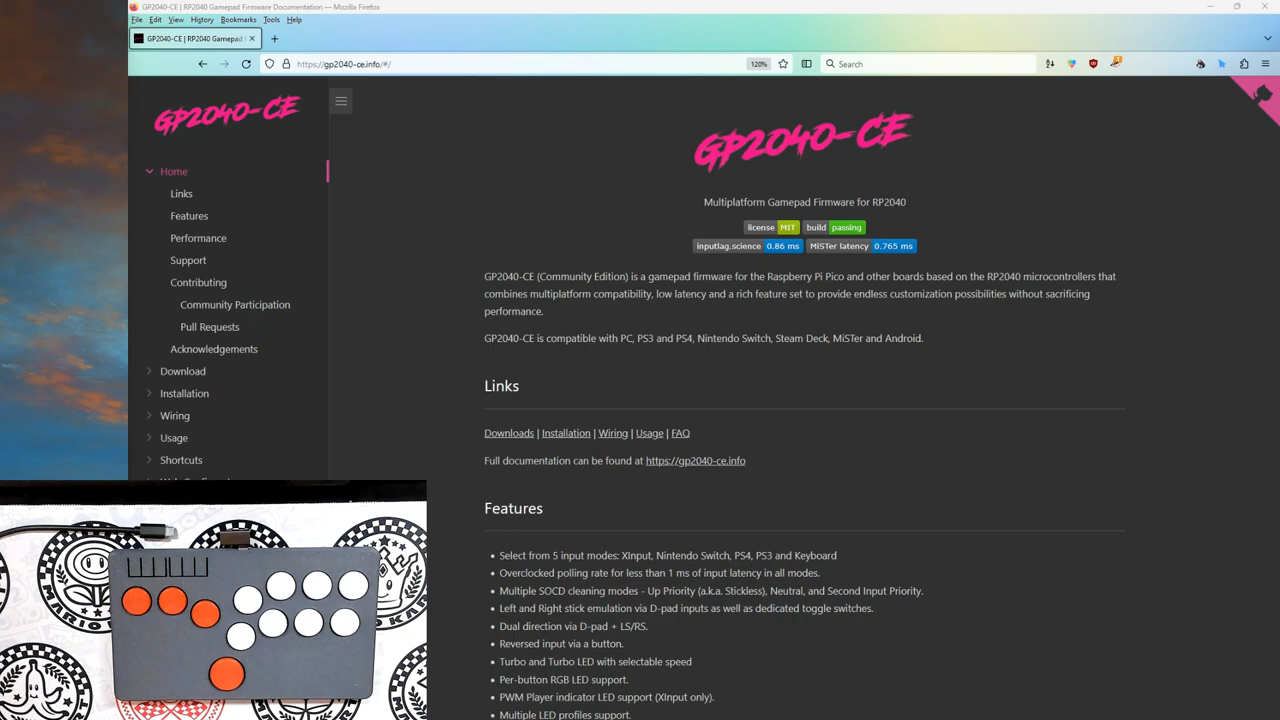 GP2040-CE | RP2040 Gamepad Firmware Documentation — Mozilla Firefox
File Edit View History Bookmarks Tools Help
GP2040-CE | RP2040 Gamepad
https://gp2040-ce.info/#/
120%
Search
GP2040-CE
Home
Links
Features
Performance
Support
Contributing
Community Participation
Pull Requests
Acknowledgements
Download
Installation
Wiring
Usage
Shortcuts
GP2040-CE
Multiplatform Gamepad Firmware for RP2040
license MIT build passing
inputlag.science 0.86 ms MiSTer latency 0.765 ms
GP2040-CE (Community Edition) is a gamepad firmware for the Raspberry Pi Pico and other boards based on the RP2040 microcontrollers that
combines multiplatform compatibility, low latency and a rich feature set to provide endless customization possibilities without sacrificing
performance.
GP2040-CE is compatible with PC, PS3 and PS4, Nintendo Switch, Steam Deck, MiSTer and Android.
Links
Downloads | Installation | Wiring | Usage | FAQ
Full documentation can be found at https://gp2040-ce.info
Features
• Select from 5 input modes: XInput, Nintendo Switch, PS4, PS3 and Keyboard
• Overclocked polling rate for less than 1 ms of input latency in all modes.
• Multiple SOCD cleaning modes - Up Priority (a.k.a. Stickless), Neutral, and Second Input Priority.
• Left and Right stick emulation via D-pad inputs as well as dedicated toggle switches.
• Dual direction via D-pad + LS/RS.
• Reversed input via a button.
• Turbo and Turbo LED with selectable speed
• Per-button RGB LED support.
• PWM Player indicator LED support (XInput only).
• Multiple LED profiles support.
MARIO KART